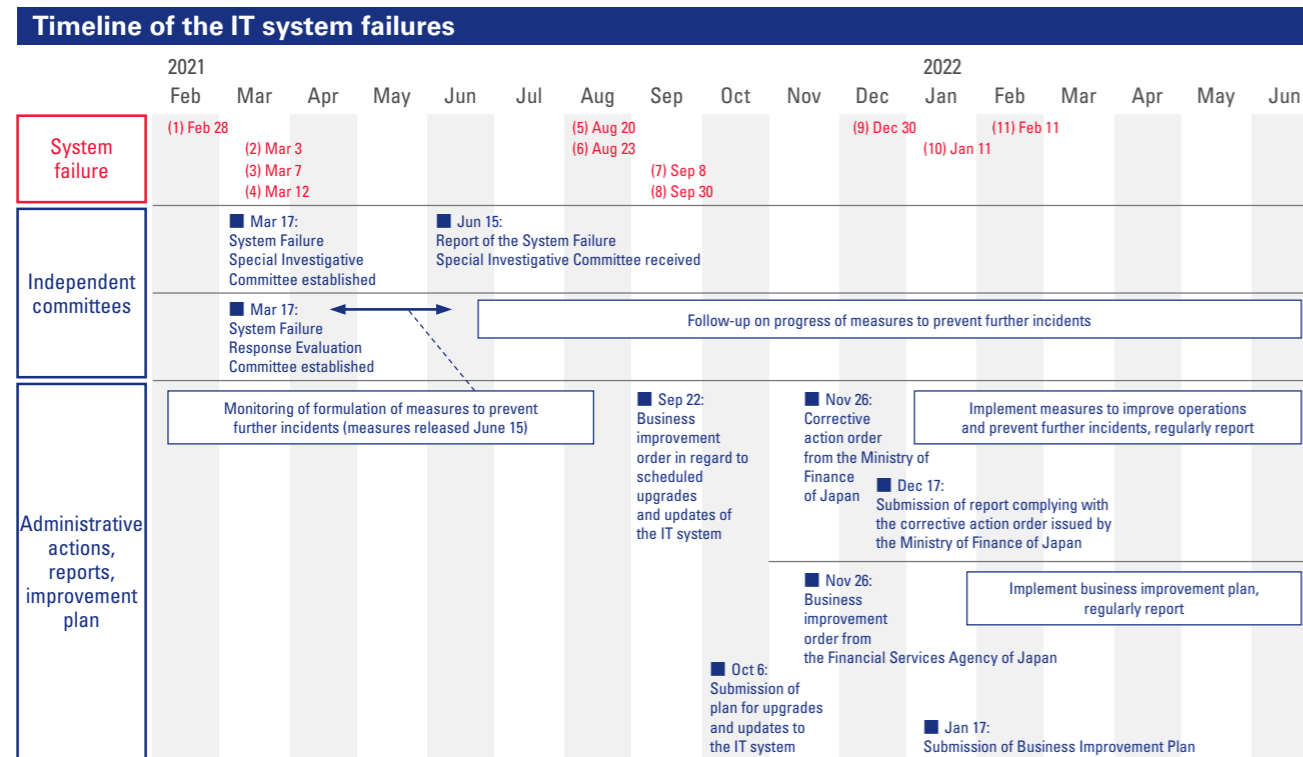 Timeline of the IT system failures
2021
2022
Feb Mar Apr May Jun Jul Aug Sep Oct Nov Dec Jan Feb Mar Apr May Jun
System
failure
(1) Feb 28
(2) Mar 3
(3) Mar 7
(4) Mar 12
(5) Aug 20
(6) Aug 23
(7) Sep 8
(8) Sep 30
(9) Dec 30
(10) Jan 11
(11) Feb 11
Independent
committees
■ Mar 17:
System Failure
Special Investigative
Committee established
■ Jun 15:
Report of the System Failure
Special Investigative Committee received
■ Mar 17:
System Failure
Response Evaluation
Committee established
Follow-up on progress of measures to prevent further incidents
Administrative
actions,
reports,
improvement
plan
Monitoring of formulation of measures to prevent
further incidents (measures released June 15)
■ Sep 22:
Business
improvement
order in regard to
scheduled
upgrades
and updates of
the IT system
■ Nov 26:
Corrective
action order
from the Ministry of
Finance
of Japan
Implement measures to improve operations
and prevent further incidents, regularly report
■ Dec 17:
Submission of report complying with
the corrective action order issued by
the Ministry of Finance of Japan
■ Nov 26:
Business
improvement
order from
the Financial Services Agency of Japan
Implement business improvement plan,
regularly report
■ Oct 6:
Submission of
plan for upgrades
and updates to
the IT system
■ Jan 17:
Submission of Business Improvement Plan